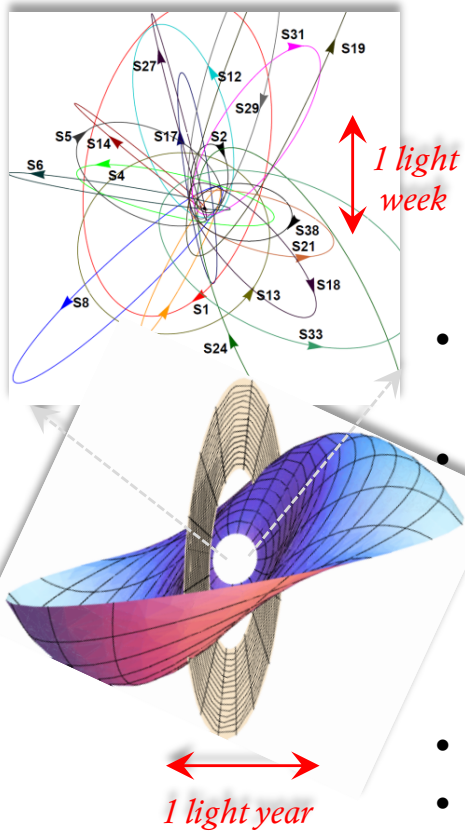 S31
S19
S27
S12
S29
S5
S14
S17
S2
1 light
week
S6
S4
S38
S21
S18
S8
S1
S13
S33
S24
•
•
•
•
1 light year